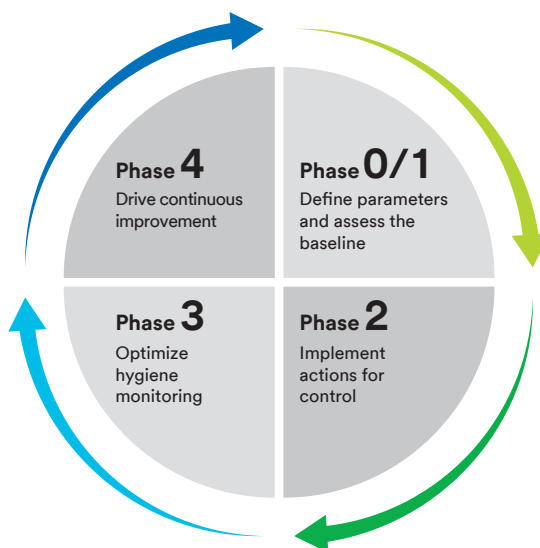 Phase 4
Drive continuous
improvement
Phase 0/1
Define parameters
and assess the
baseline
Phase 3
Optimize
hygiene
monitoring
Phase 2
Implement
actions for
control